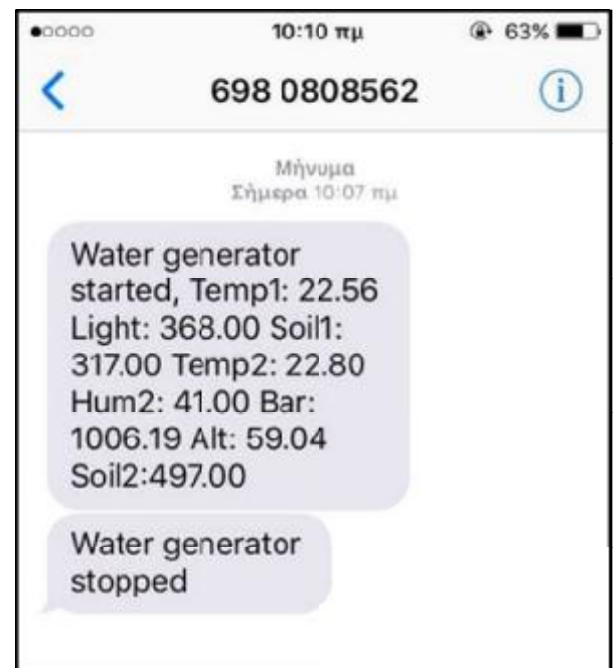 10:10 πμ 63%
698 0808562
Μήνυμα
Σήμερα 10:07 πμ
Water generator
started, Temp1: 22.56
Light: 368.00 Soil1:
317.00 Temp2: 22.80
Hum2: 41.00 Bar:
1006.19 Alt: 59.04
Soil2:497.00
Water generator
stopped